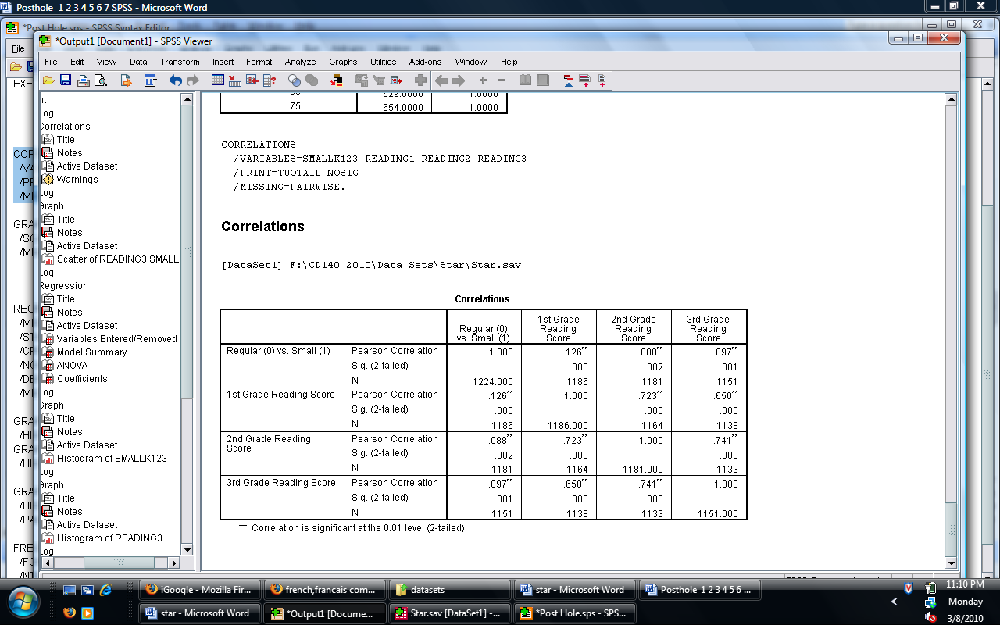 Posthole 1 2 3 4 5 6 7 SPSS - Microsoft Word
*Post Hole.sps - SPSS Syntax Editor
*Output1 [Document1] - SPSS Viewer
File
File Edit View Data Transform Insert Format Analyze Graphs Utilities Add-ons Window Help
EXE
COR
/VA
/PR
/MI
GRA
/SC
/MI
REG
/MI
/ST
/CR
/NO
/DE
/ME
GRA
/HI
GRA
/HI
GRA
/HI
/PA
FRE
/FO
/NT
ut
Log
Correlations
Title
Notes
Active Dataset
Warnings
Log
Graph
Title
Notes
Active Dataset
Scatter of READING3 SMALLI
Log
Regression
Title
Notes
Active Dataset
Variables Entered/Removed
Model Summary
ANOVA
Coefficients
Log
Graph
Title
Notes
Active Dataset
Histogram of SMALLK123
Log
Graph
Title
Notes
Active Dataset
Histogram of READING3
Log
629.0000 1.0000
75 654.0000 1.0000
CORRELATIONS
/VARIABLES=SMALLK123 READING1 READING2 READING3
/PRINT=TWOTAIL NOSIG
/MISSING=PAIRWISE.
Correlations
[DataSet1] F:\CD140 2010\Data Sets\Star\Star.sav
Correlations
Regular (0) vs. Small (1) 1st Grade Reading Score 2nd Grade Reading Score 3rd Grade Reading Score
Regular (0) vs. Small (1) Pearson Correlation 1.000 .126** .088** .097**
Sig. (2-tailed) .000 .002 .001
N 1224.000 1186 1181 1151
1st Grade Reading Score Pearson Correlation .126** 1.000 .723** .650**
Sig. (2-tailed) .000 .000 .000
N 1186 1186.000 1164 1138
2nd Grade Reading Score Pearson Correlation .088** .723** 1.000 .741**
Sig. (2-tailed) .002 .000 .000
N 1181 1164 1181.000 1133
3rd Grade Reading Score Pearson Correlation .097** .650** .741** 1.000
Sig. (2-tailed) .001 .000 .000
N 1151 1138 1133 1151.000
**. Correlation is significant at the 0.01 level (2-tailed).
iGoogle - Mozilla Fir... french,francais com... datasets star - Microsoft Word Posthole 1 2 3 4 5 6 ...
star - Microsoft Word *Output1 [Docume... Star.sav [DataSet1] -... *Post Hole.sps - SPS...
11:10 PM
Monday
3/8/2010